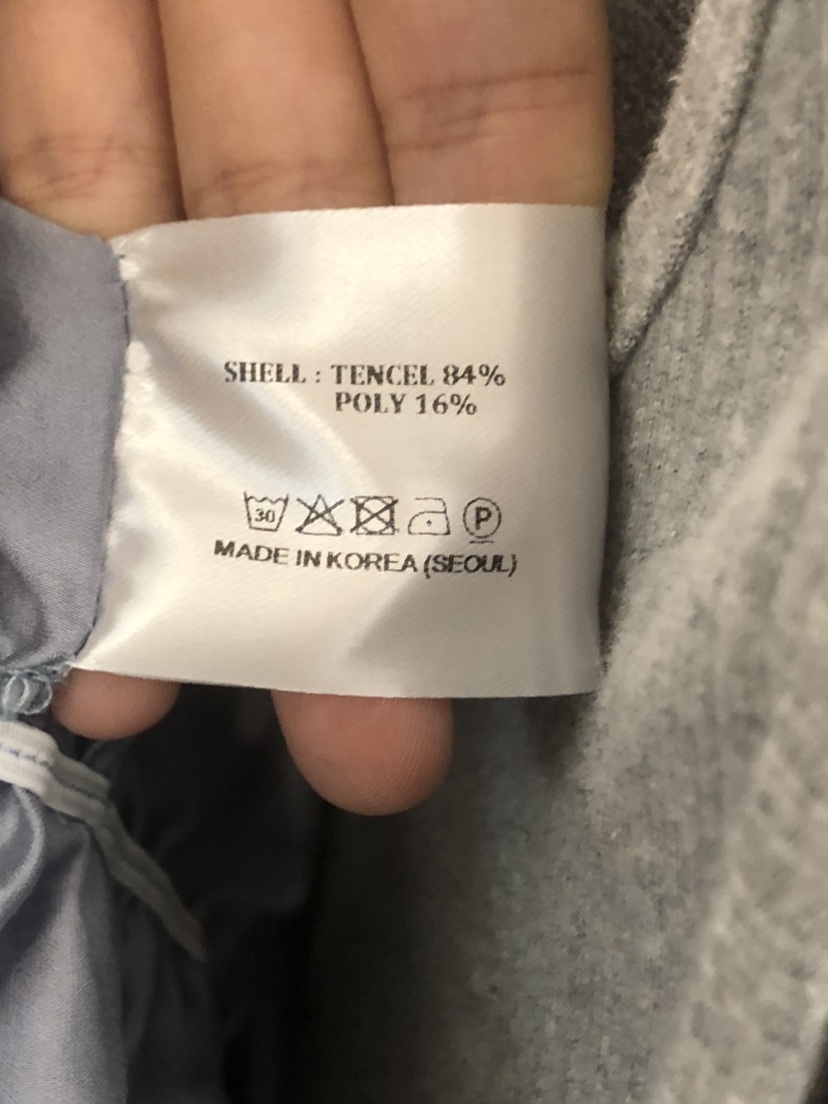 SHELL : TENCEL 84%
POLY 16%
30 P
MADE IN KOREA (SEOUL)